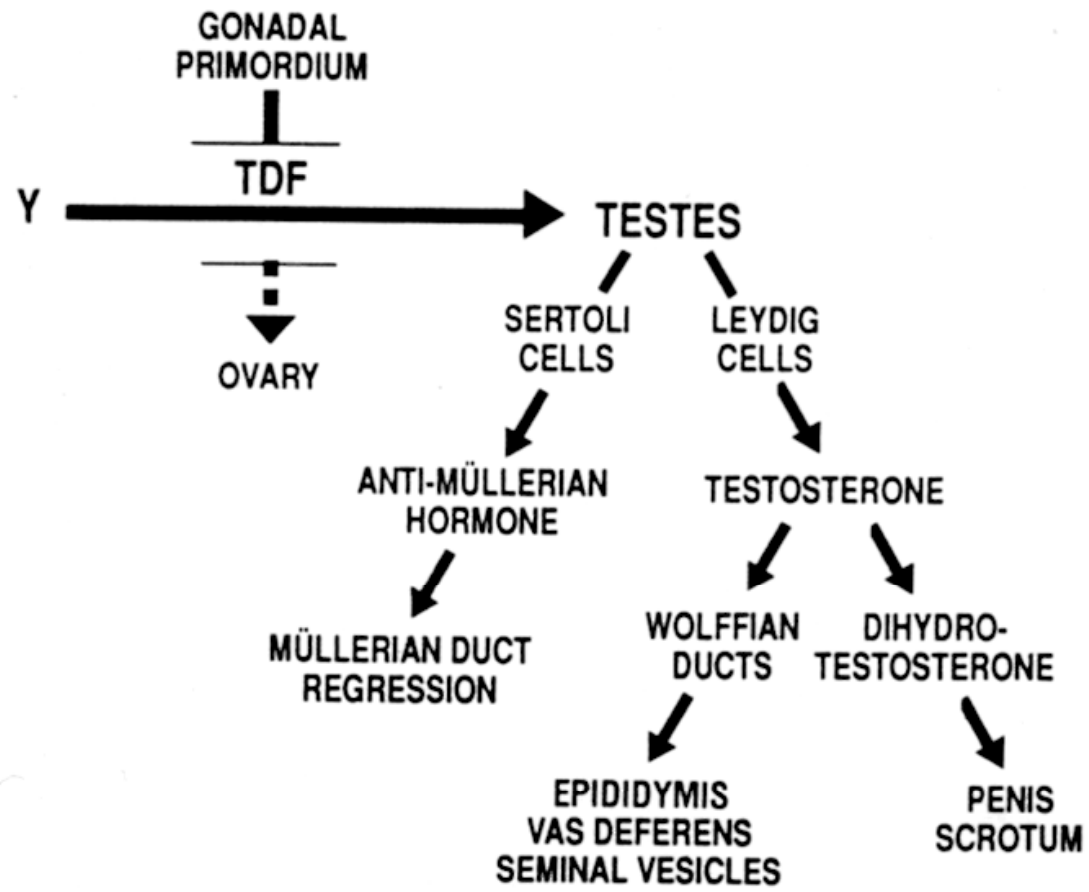 GONADAL
PRIMORDIUM
TDF
Y
TESTES
OVARY
SERTOLI
CELLS
LEYDIG
CELLS
ANTI-MÜLLERIAN
HORMONE
TESTOSTERONE
MÜLLERIAN DUCT
REGRESSION
WOLFFIAN
DUCTS
DIHYDRO-
TESTOSTERONE
EPIDIDYMIS
VAS DEFERENS
SEMINAL VESICLES
PENIS
SCROTUM